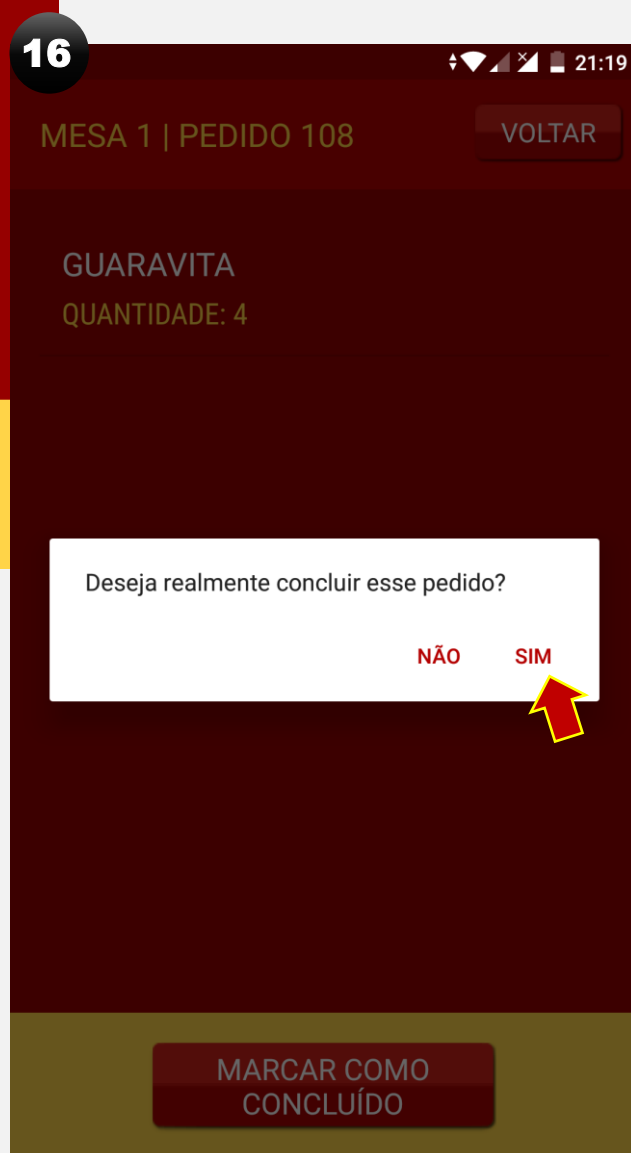 16
21:19
MESA 1 | PEDIDO 108
VOLTAR
GUARAVITA
QUANTIDADE: 4
Deseja realmente concluir esse pedido?
NÃO SIM
MARCAR COMO
CONCLUÍDO